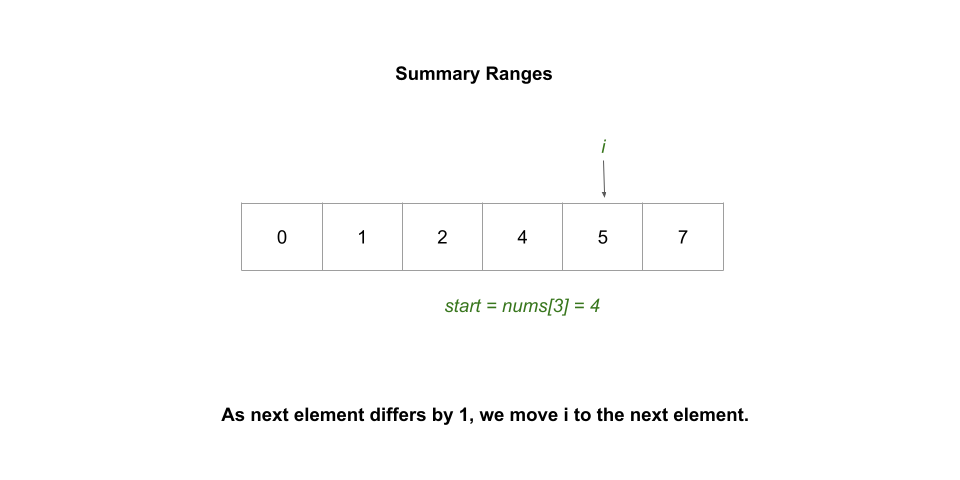 Summary Ranges
i
0 1 2 4 5 7
start = nums[3] = 4
As next element differs by 1, we move i to the next element.